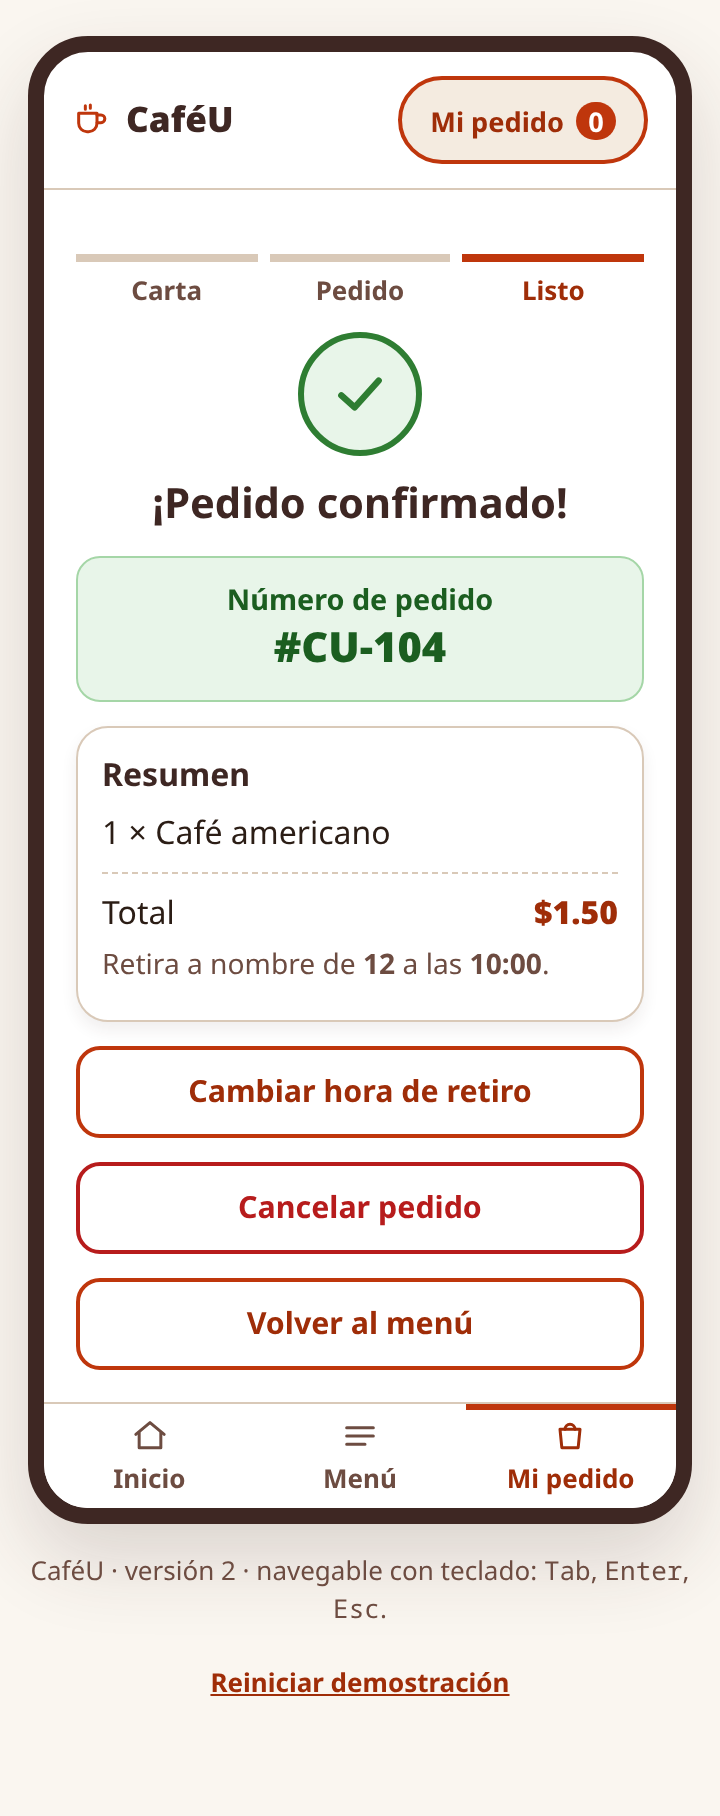 CaféU
Mi pedido 0
Carta
Pedido
Listo
¡Pedido confirmado!
Número de pedido
#CU-104
Resumen
1 × Café americano
Total $1.50
Retira a nombre de 12 a las 10:00.
Cambiar hora de retiro
Cancelar pedido
Volver al menú
Inicio
Menú
Mi pedido
CaféU · versión 2 · navegable con teclado: Tab, Enter,
Esc.
Reiniciar demostración